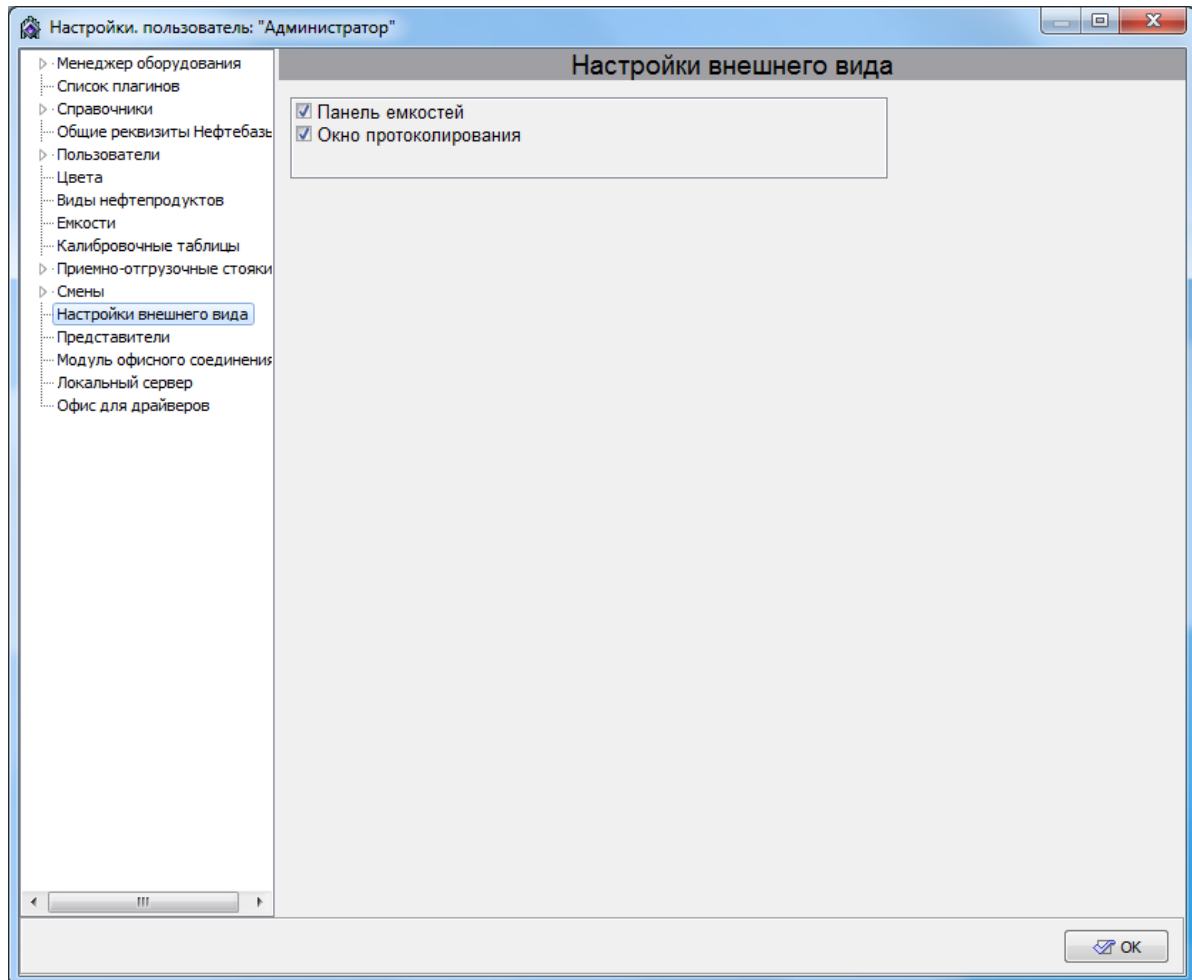 Настройки. пользователь: "Администратор"
Менеджер оборудования
Список плагинов
Справочники
Общие реквизиты Нефтебазь
Пользователи
Цвета
Виды нефтепродуктов
Емкости
Калибровочные таблицы
Приемно-отгрузочные стояки
Смены
Настройки внешнего вида
Представители
Модуль офисного соединения
Локальный сервер
Офис для драйверов
Настройки внешнего вида
Панель емкостей
Окно протоколирования
OK